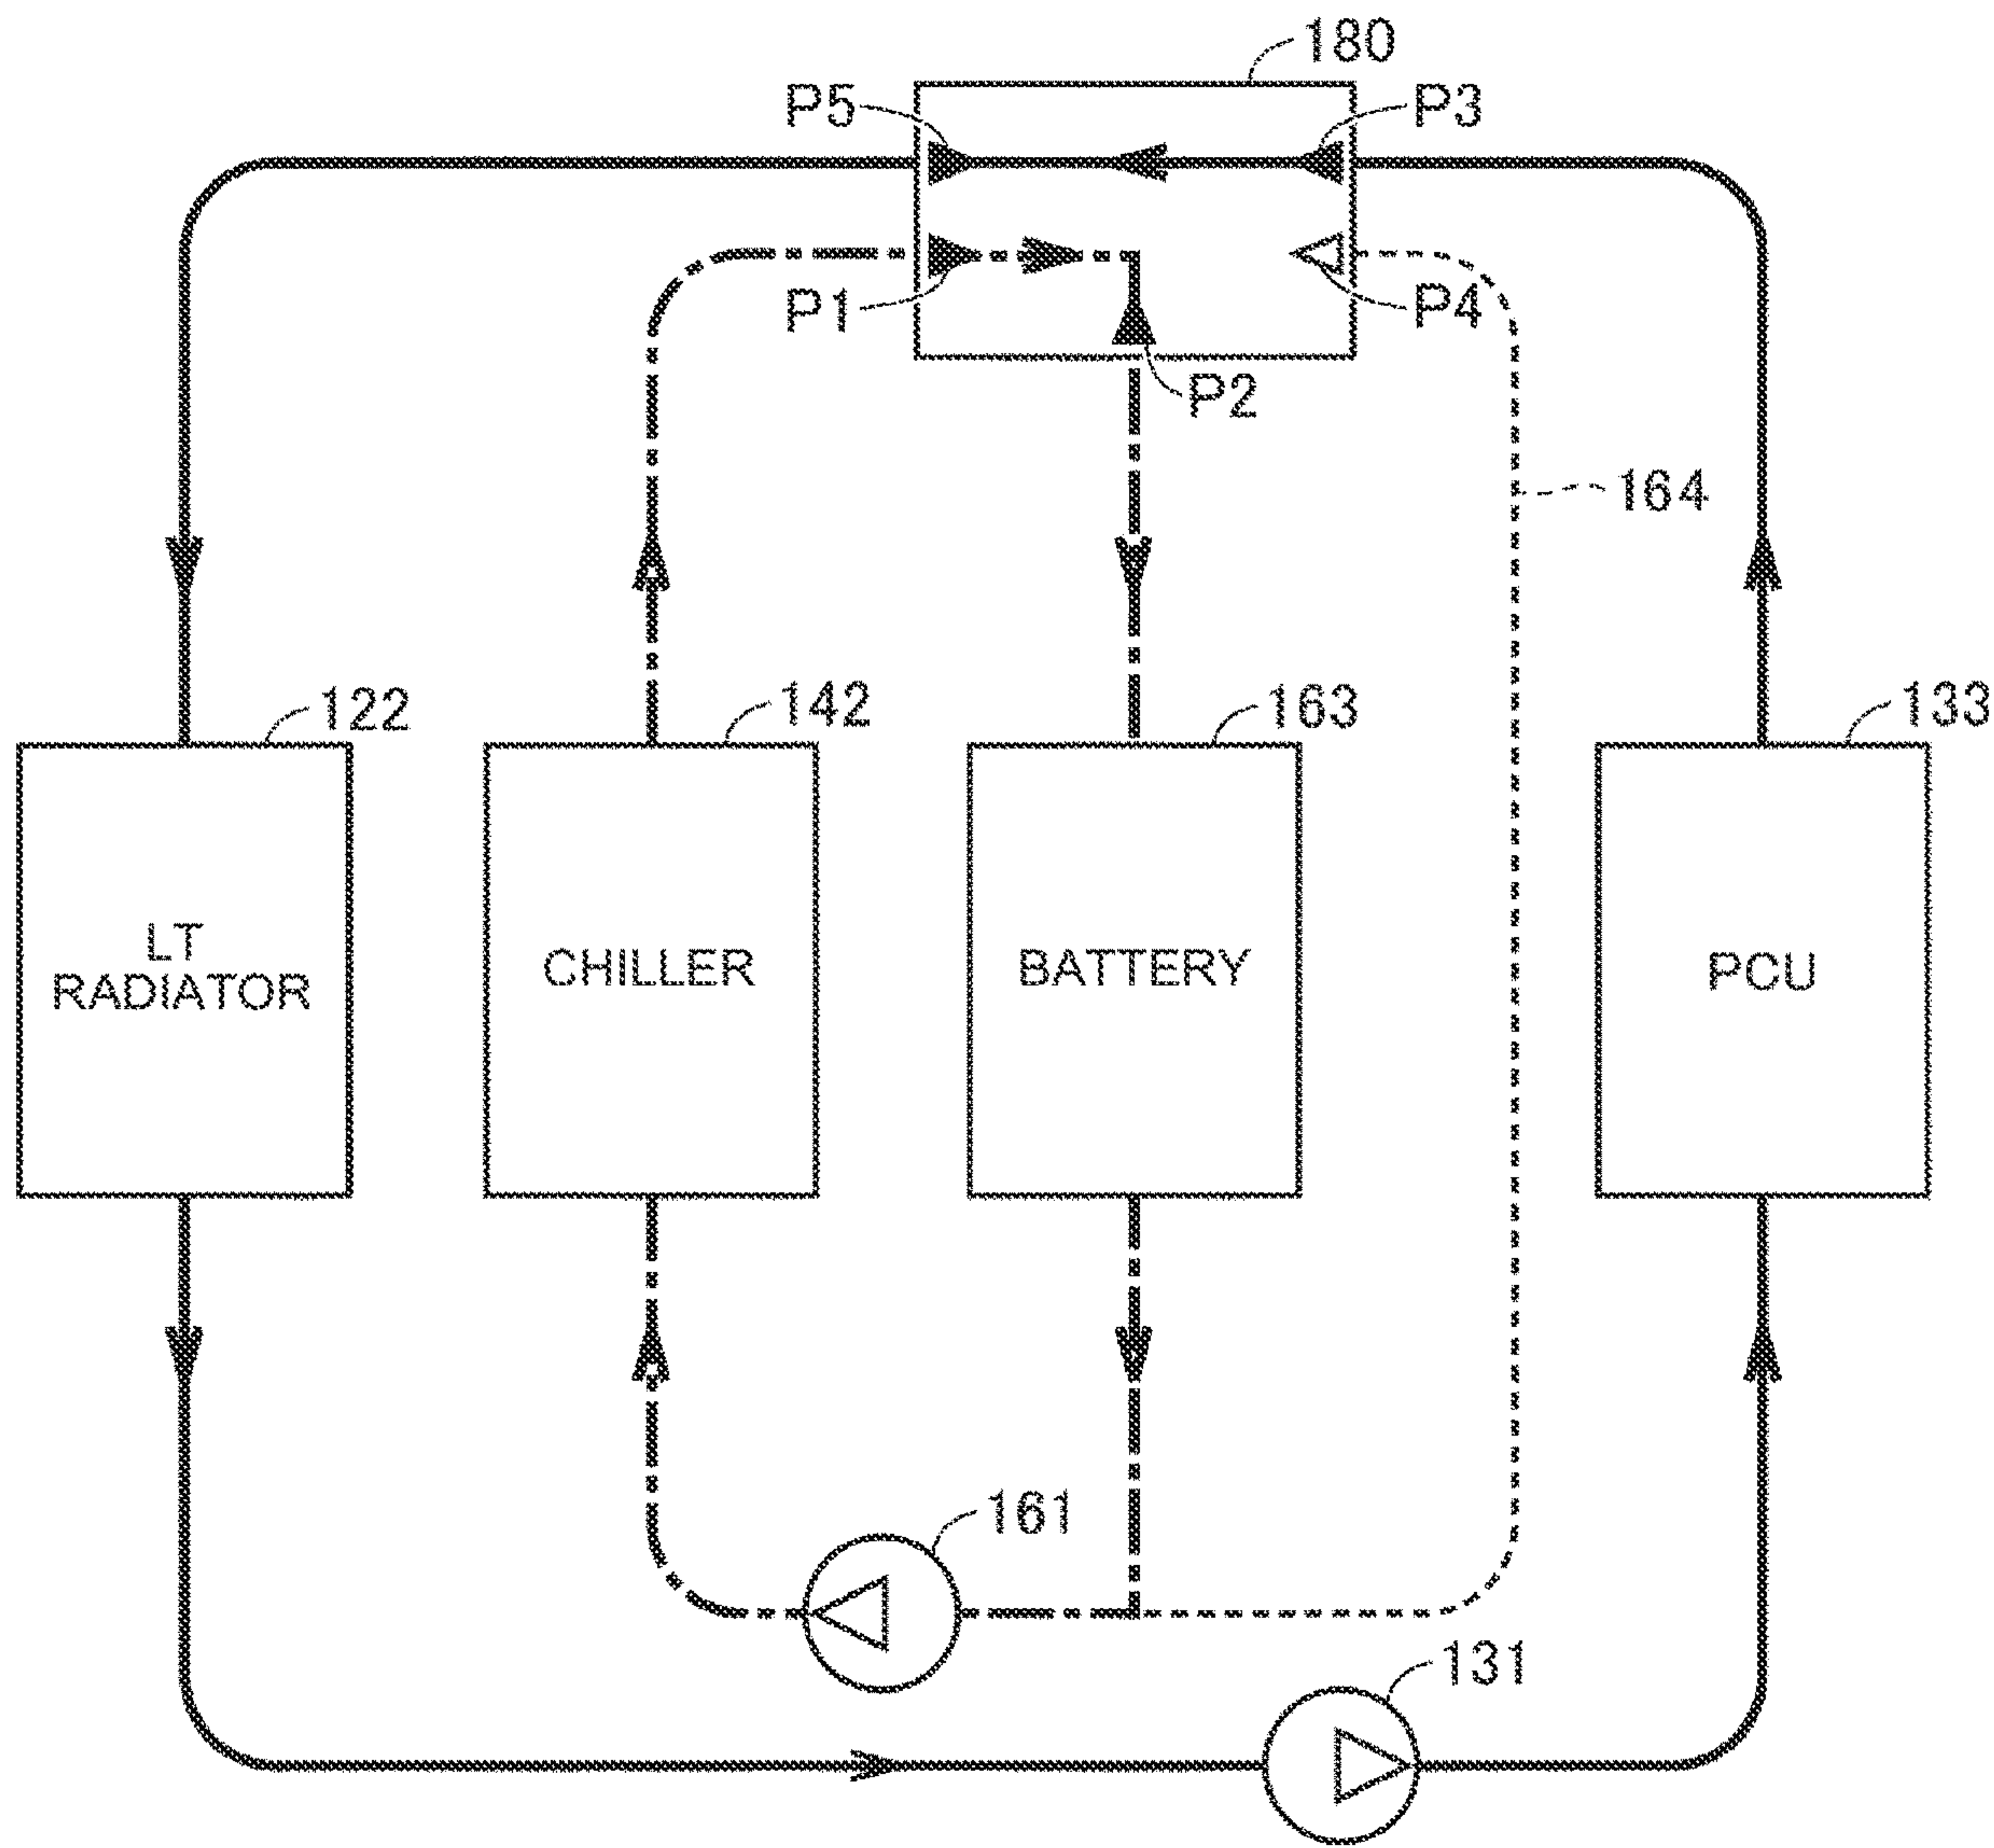 180
P5
P3
P1
P4
P2
164
122
142
163
133
LT
RADIATOR
CHILLER
BATTERY
PCU
161
131